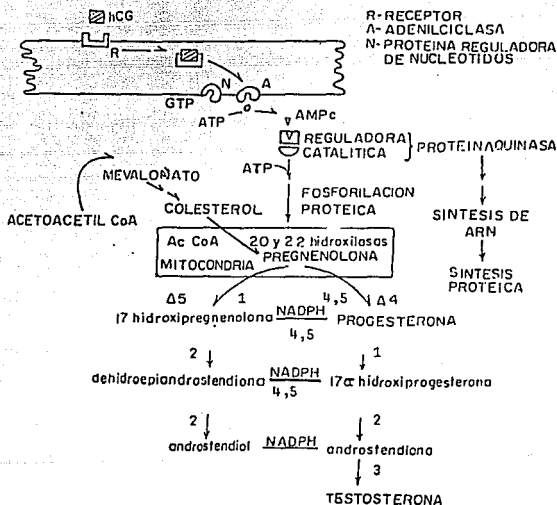 hCG
R-RECEPTOR
A-ADENILCICLASA
N-PROTEINA REGULADORA
DE NUCLEOTIDOS
R
N
A
GTP
ATP
AMPc
REGULADORA
CATALITICA
PROTEINAQUINASA
ATP
FOSFORILACION
PROTEICA
MEVALONATO
ACETOACETIL CoA
COLESTEROL
SINTESIS DE
ARN
SINTESIS
PROTEICA
Ac CoA
20 y 22 hidroxilasas
MITOCONDRIA
PREGNENOLONA
Δ5 1 4,5 Δ4
17 hidroxipregnenolona NADPH PROGESTERONA
4,5
2 1
dehidroepiandrostendiona NADPH 17α hidroxiprogesterona
4,5
2 2
androstendiol NADPH androstendiona
3
TESTOSTERONA